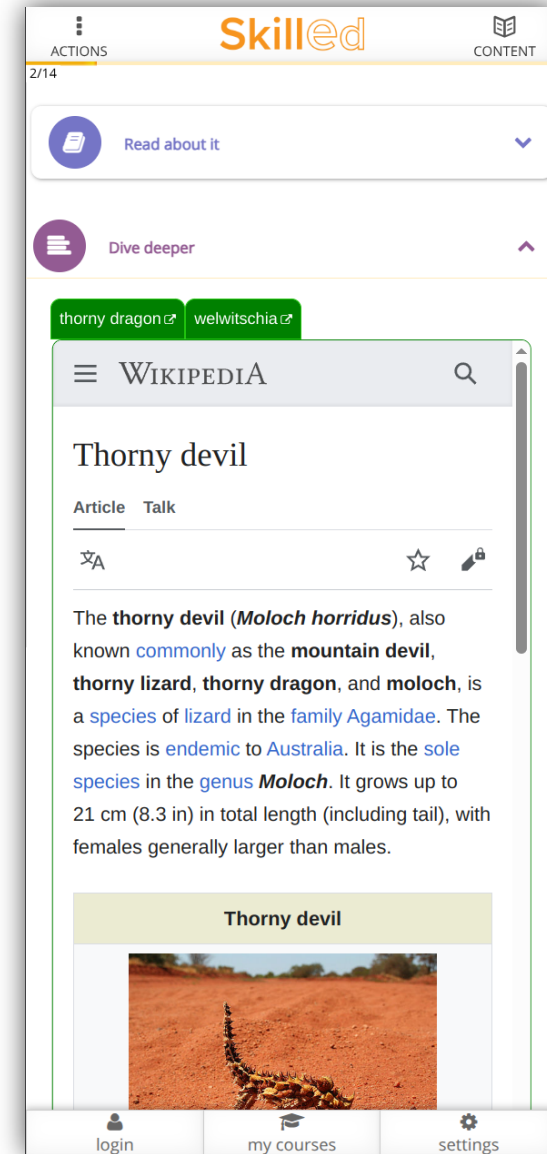 ACTIONS
Skilled
CONTENT
2/14
Read about it
Dive deeper
thorny dragon
welwitschia
WIKIPEDIA
Thorny devil
Article Talk
文A
The thorny devil (Moloch horridus), also
known commonly as the mountain devil,
thorny lizard, thorny dragon, and moloch, is
a species of lizard in the family Agamidae. The
species is endemic to Australia. It is the sole
species in the genus Moloch. It grows up to
21 cm (8.3 in) in total length (including tail), with
females generally larger than males.
Thorny devil
login
my courses
settings